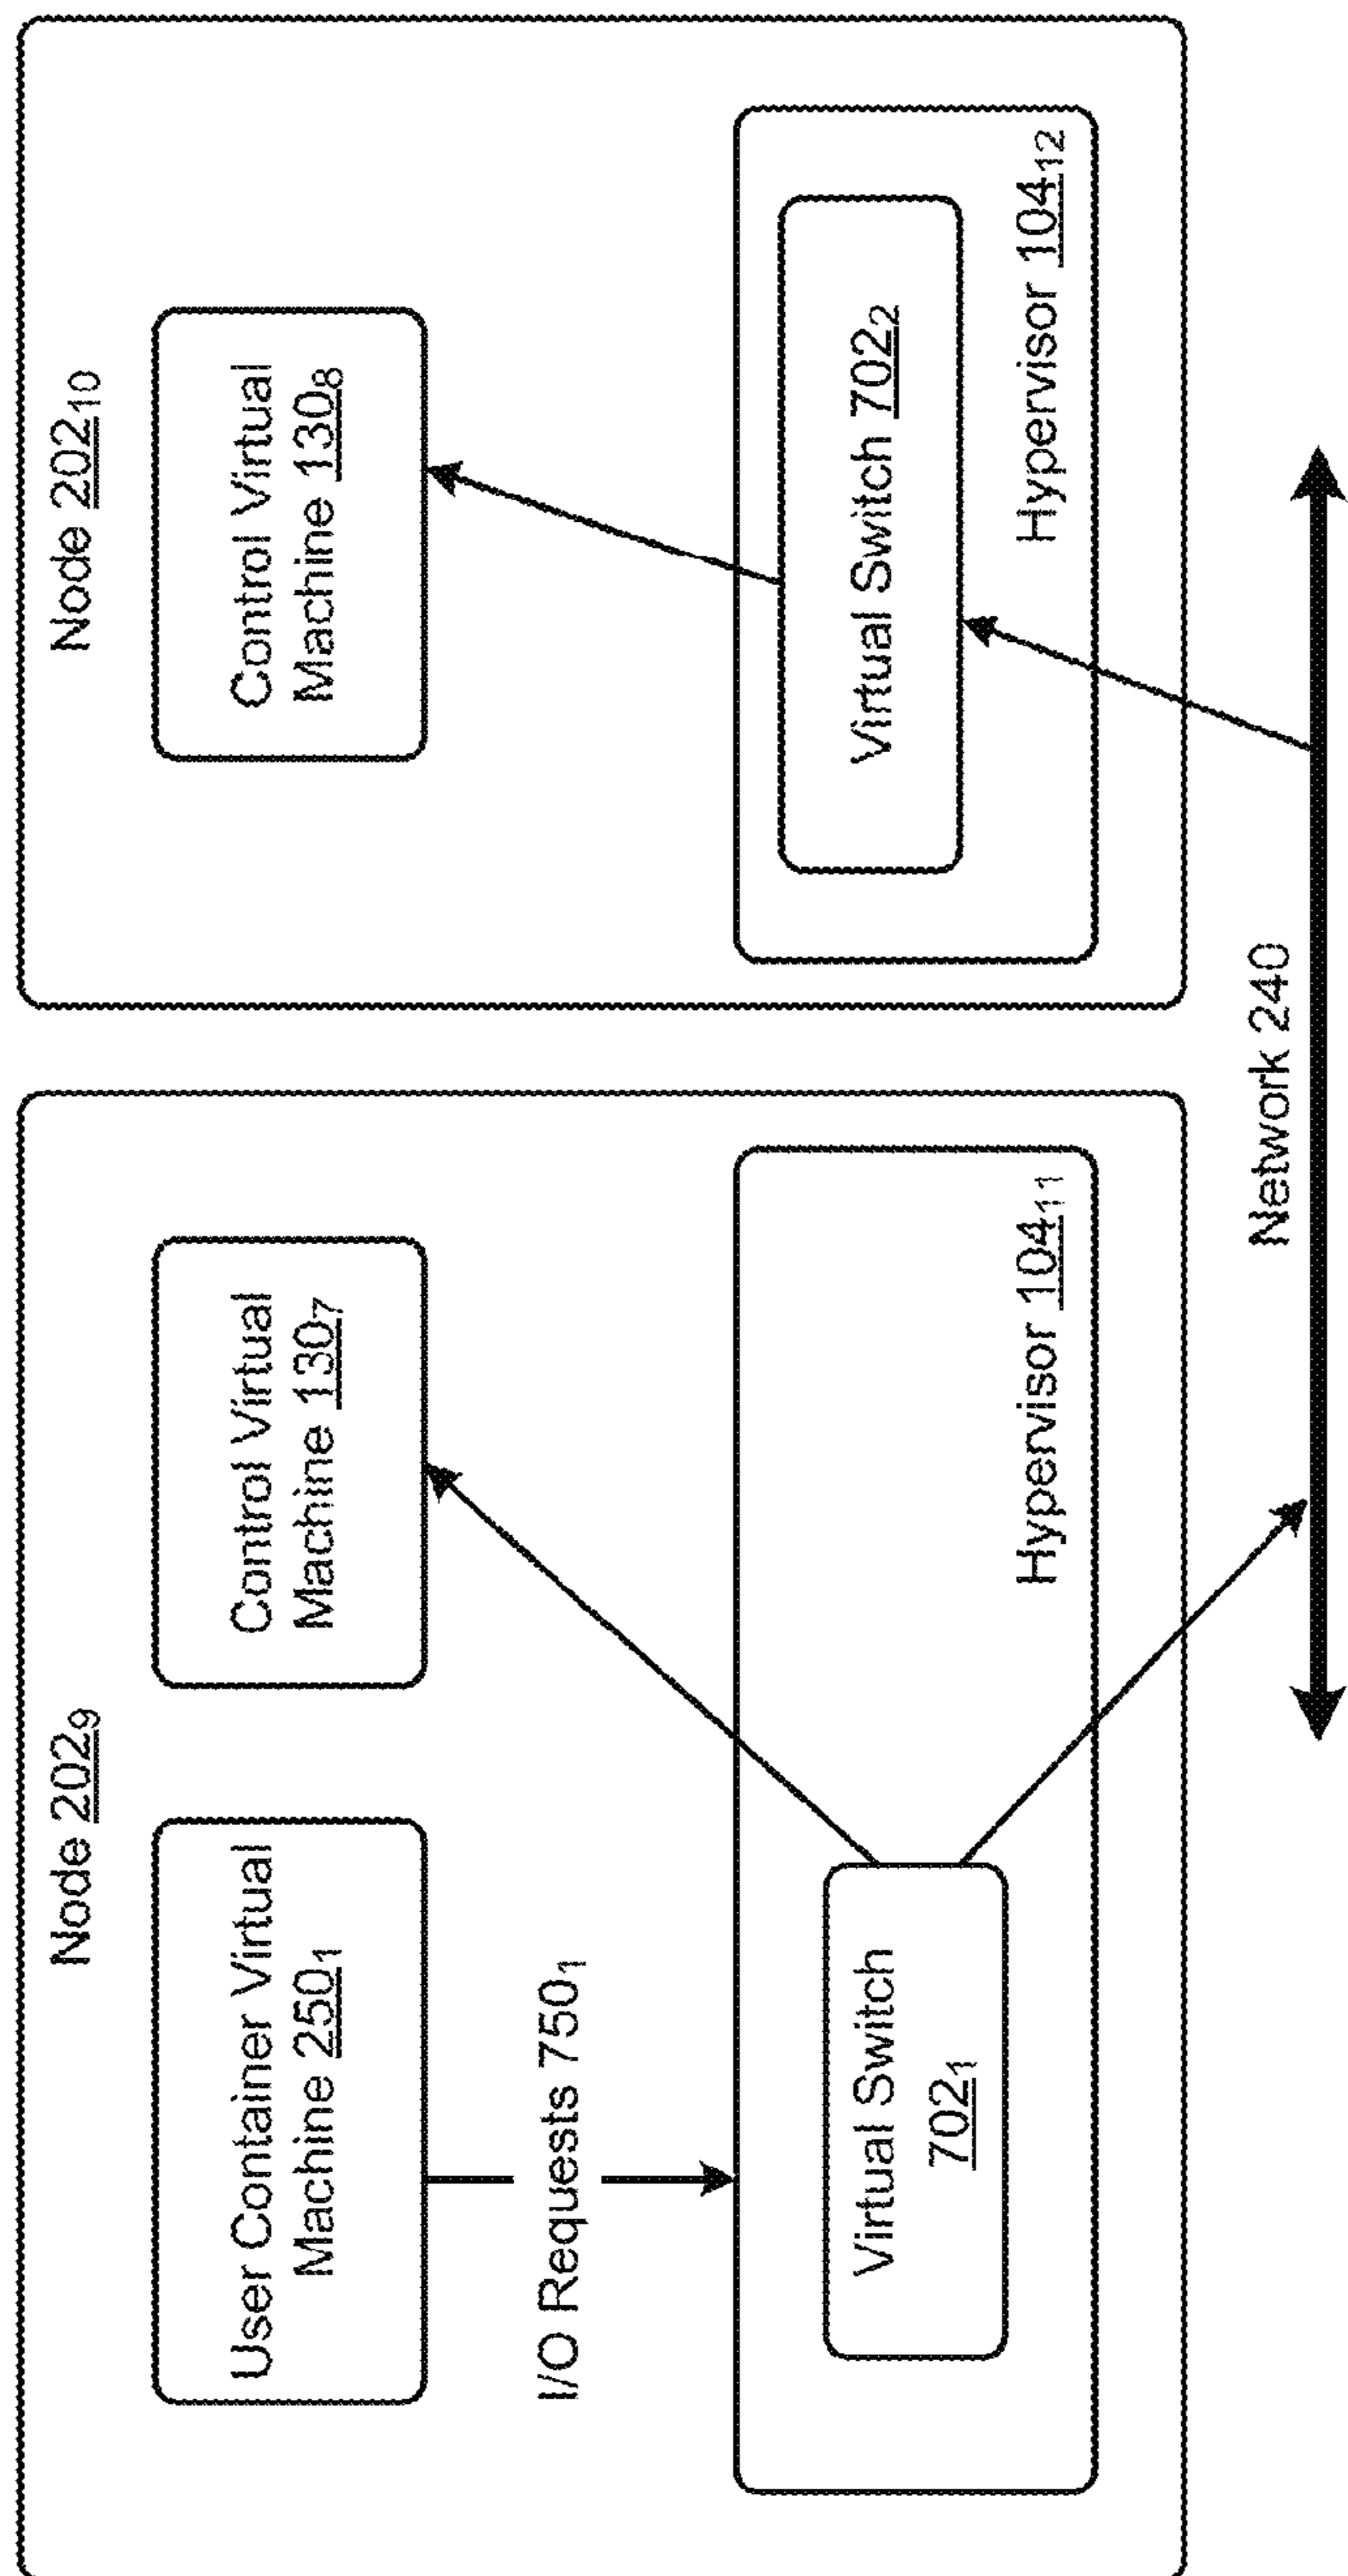 Node 202₉
User Container Virtual
Machine 250₁
Control Virtual
Machine 130₇
I/O Requests 750₁
Virtual Switch
702₁
Hypervisor 104₁₁
Node 202₁₀
Control Virtual
Machine 130₈
Virtual Switch 702₂
Hypervisor 104₁₂
Network 240